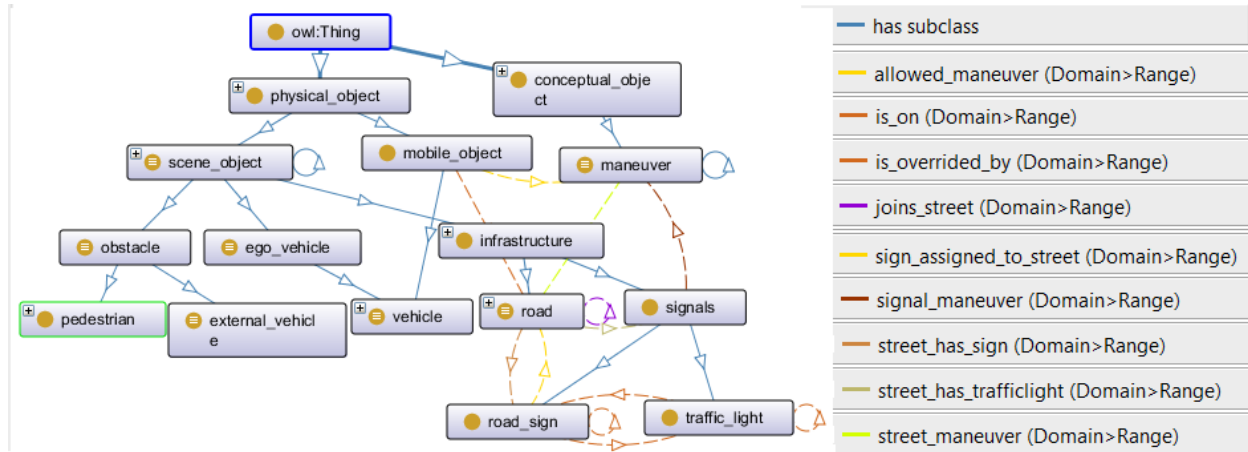 owl:Thing
physical_object
conceptual_obje
ct
scene_object
mobile_object
maneuver
obstacle
ego_vehicle
infrastructure
pedestrian
external_vehicl
e
vehicle
road
signals
road_sign
traffic_light
has subclass
allowed_maneuver (Domain>Range)
is_on (Domain>Range)
is_overrided_by (Domain>Range)
joins_street (Domain>Range)
sign_assigned_to_street (Domain>Range)
signal_maneuver (Domain>Range)
street_has_sign (Domain>Range)
street_has_trafficlight (Domain>Range)
street_maneuver (Domain>Range)